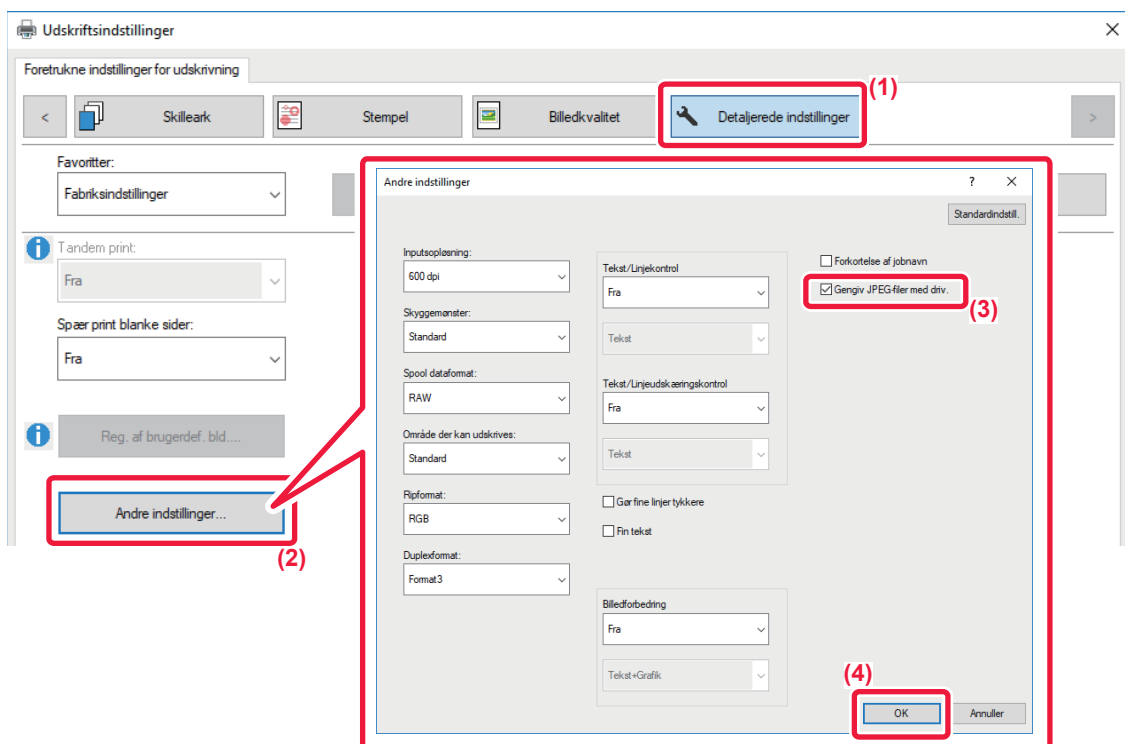 Udskriftsindstillinger
Foretrukne indstillinger for udskrivning
(1)
<
Skilleark
Stempel
Billedkvalitet
Detaljerede indstillinger
>
Favoritter:
Fabriksindstillinger
Tandem print:
Fra
Spær print blanke sider:
Fra
Reg. af brugerdef. bld....
Andre indstillinger...
(2)
Andre indstillinger
?
Standardindstill.
Inputsopløsning:
600 dpi
Skyggemønster:
Standard
Spool dataformat:
RAW
Område der kan udskrives:
Standard
Ripformat:
RGB
Duplexformat:
Format3
Tekst/Linjekontrol
Fra
Tekst
Tekst/Linjeudskæringskontrol
Fra
Tekst
Gør fine linjer tykkere
Fin tekst
Billedforbedring
Fra
Tekst+Grafik
Forkortelse af jobnavn
Gengiv JPEG-filer med driv.
(3)
(4)
OK
Annuller